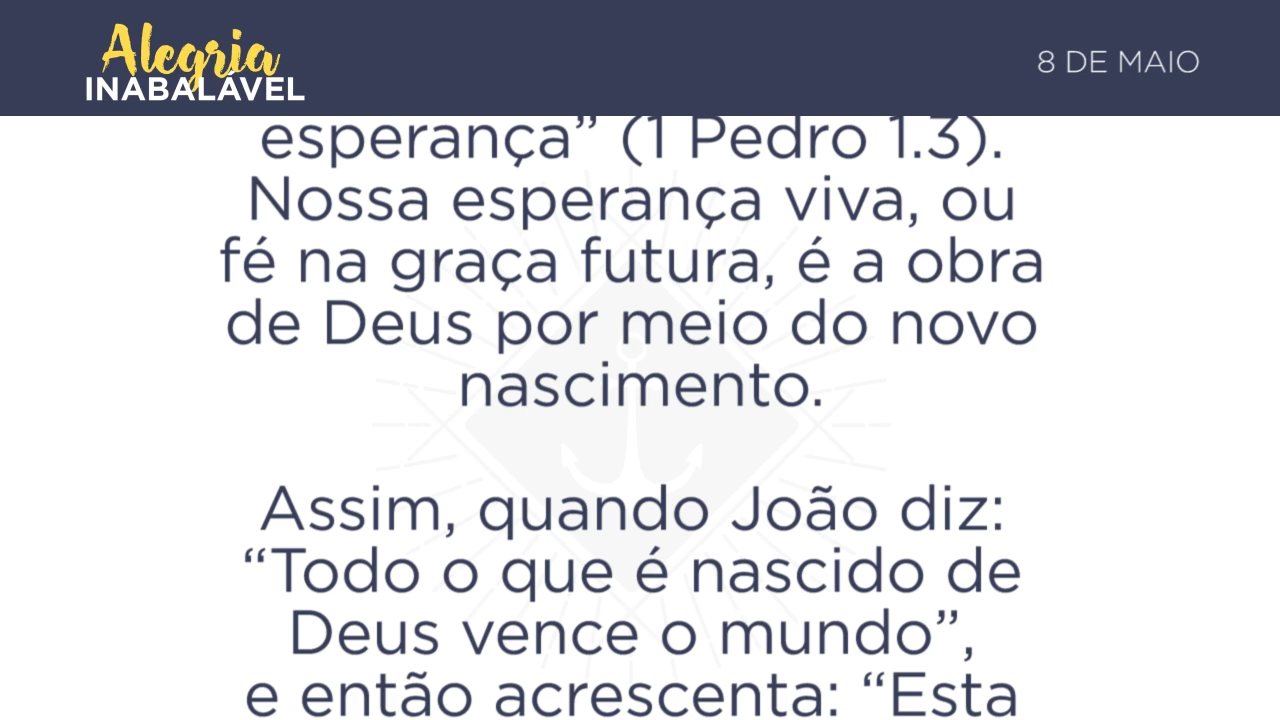 Alegria
INABALÁVEL
8 DE MAIO
esperança” (1 Pedro 1.3).
Nossa esperança viva, ou
fé na graça futura, é a obra
de Deus por meio do novo
nascimento.
Assim, quando João diz:
“Todo o que é nascido de
Deus vence o mundo”,
e então acrescenta: “Esta